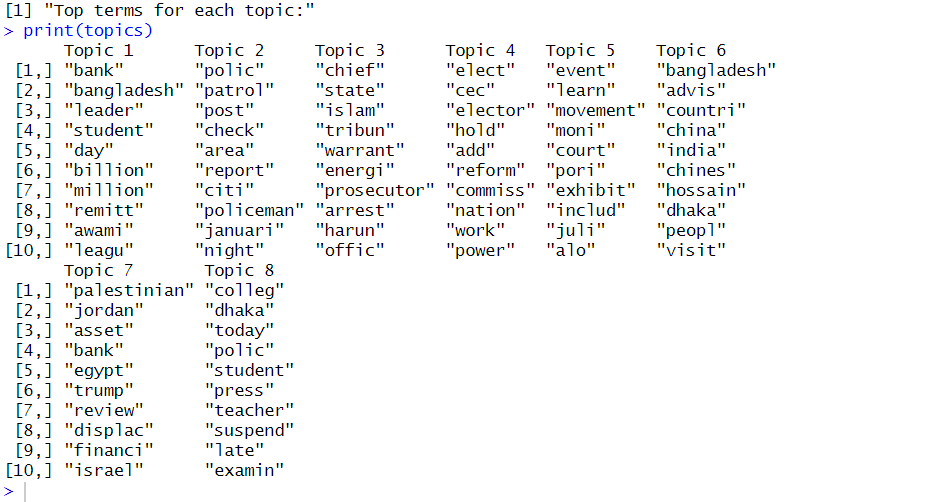 [1] "Top terms for each topic:"
> print(topics)
      Topic 1      Topic 2     Topic 3      Topic 4   Topic 5    Topic 6
 [1,] "bank"       "polic"     "chief"      "elect"   "event"    "bangladesh"
 [2,] "bangladesh" "patrol"    "state"      "cec"     "learn"    "advis"
 [3,] "leader"     "post"      "islam"      "elector" "movement" "countri"
 [4,] "student"    "check"     "tribun"     "hold"    "moni"     "china"
 [5,] "day"        "area"      "warrant"    "add"     "court"    "india"
 [6,] "billion"    "report"    "energi"     "reform"  "pori"     "chines"
 [7,] "million"    "citi"      "prosecutor" "commiss" "exhibit"  "hossain"
 [8,] "remitt"     "policeman" "arrest"     "nation"  "includ"   "dhaka"
 [9,] "awami"      "januari"   "harun"      "work"    "juli"     "peopl"
[10,] "leagu"      "night"     "offic"      "power"   "alo"      "visit"
      Topic 7       Topic 8
 [1,] "palestinian" "colleg"
 [2,] "jordan"      "dhaka"
 [3,] "asset"       "today"
 [4,] "bank"        "polic"
 [5,] "egypt"       "student"
 [6,] "trump"       "press"
 [7,] "review"      "teacher"
 [8,] "displac"     "suspend"
 [9,] "financi"     "late"
[10,] "israel"      "examin"
>